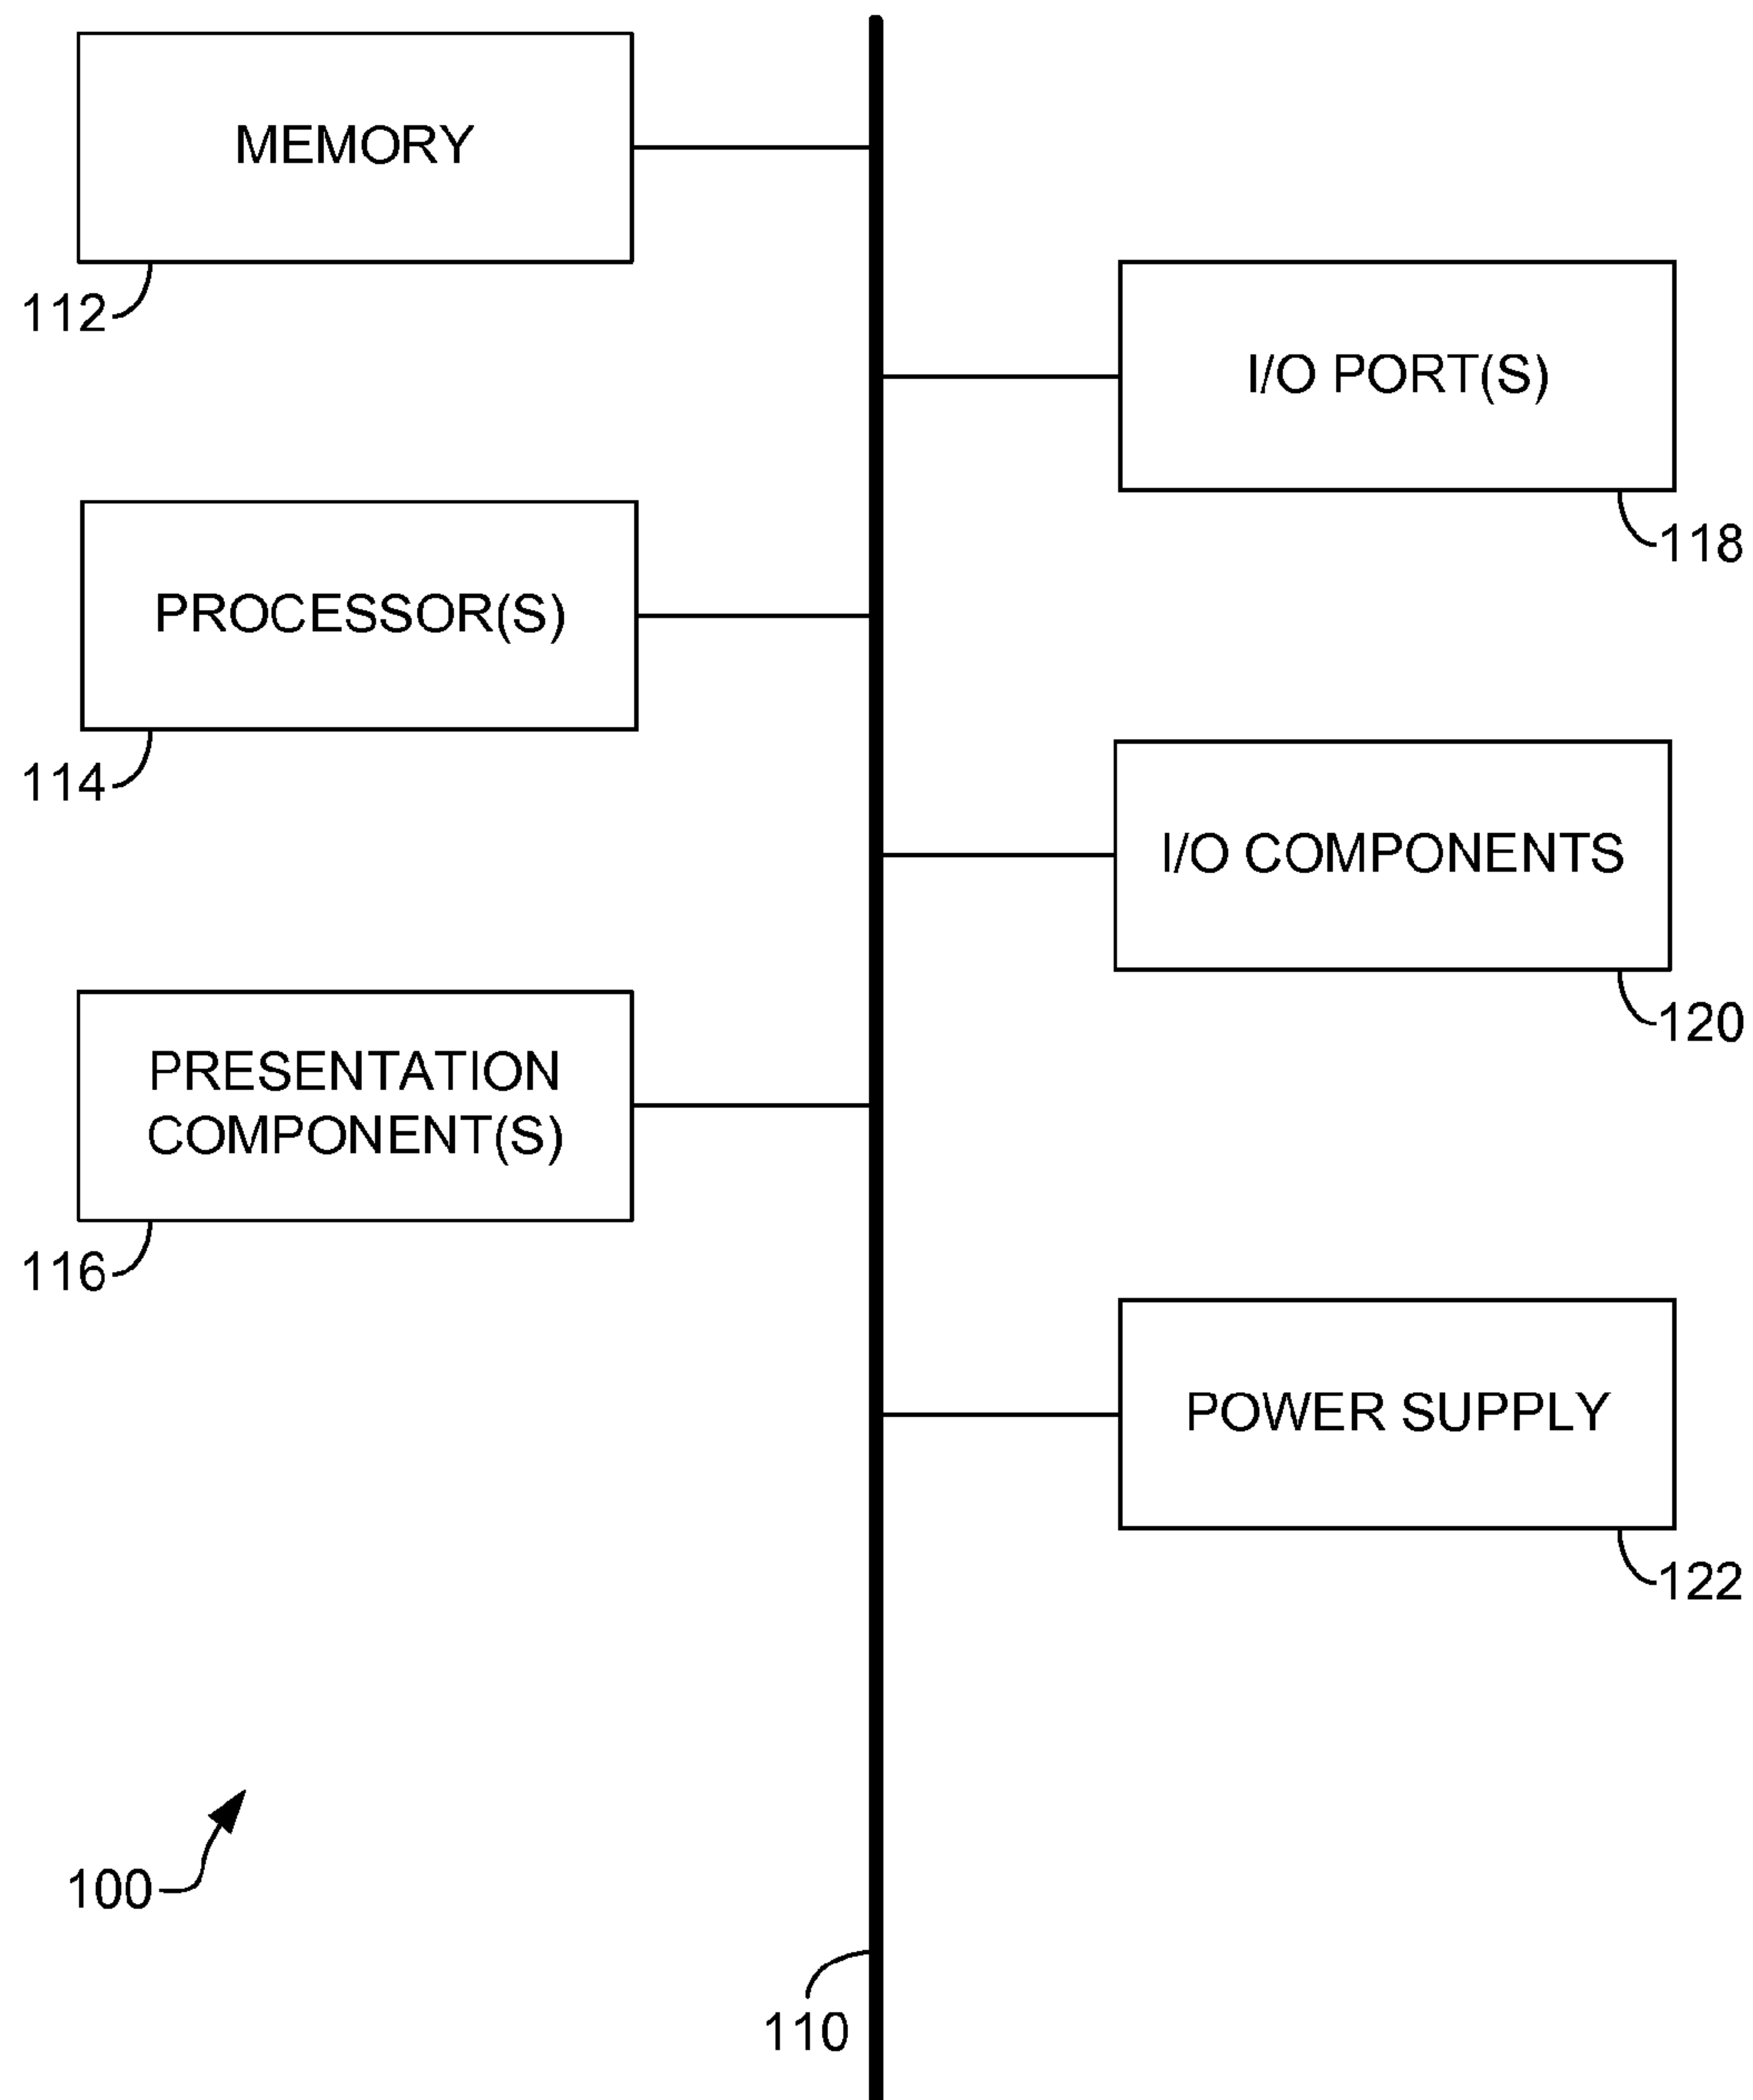 MEMORY
112
I/O PORT(S)
118
PROCESSOR(S)
114
I/O COMPONENTS
120
PRESENTATION
COMPONENT(S)
116
POWER SUPPLY
122
100
110